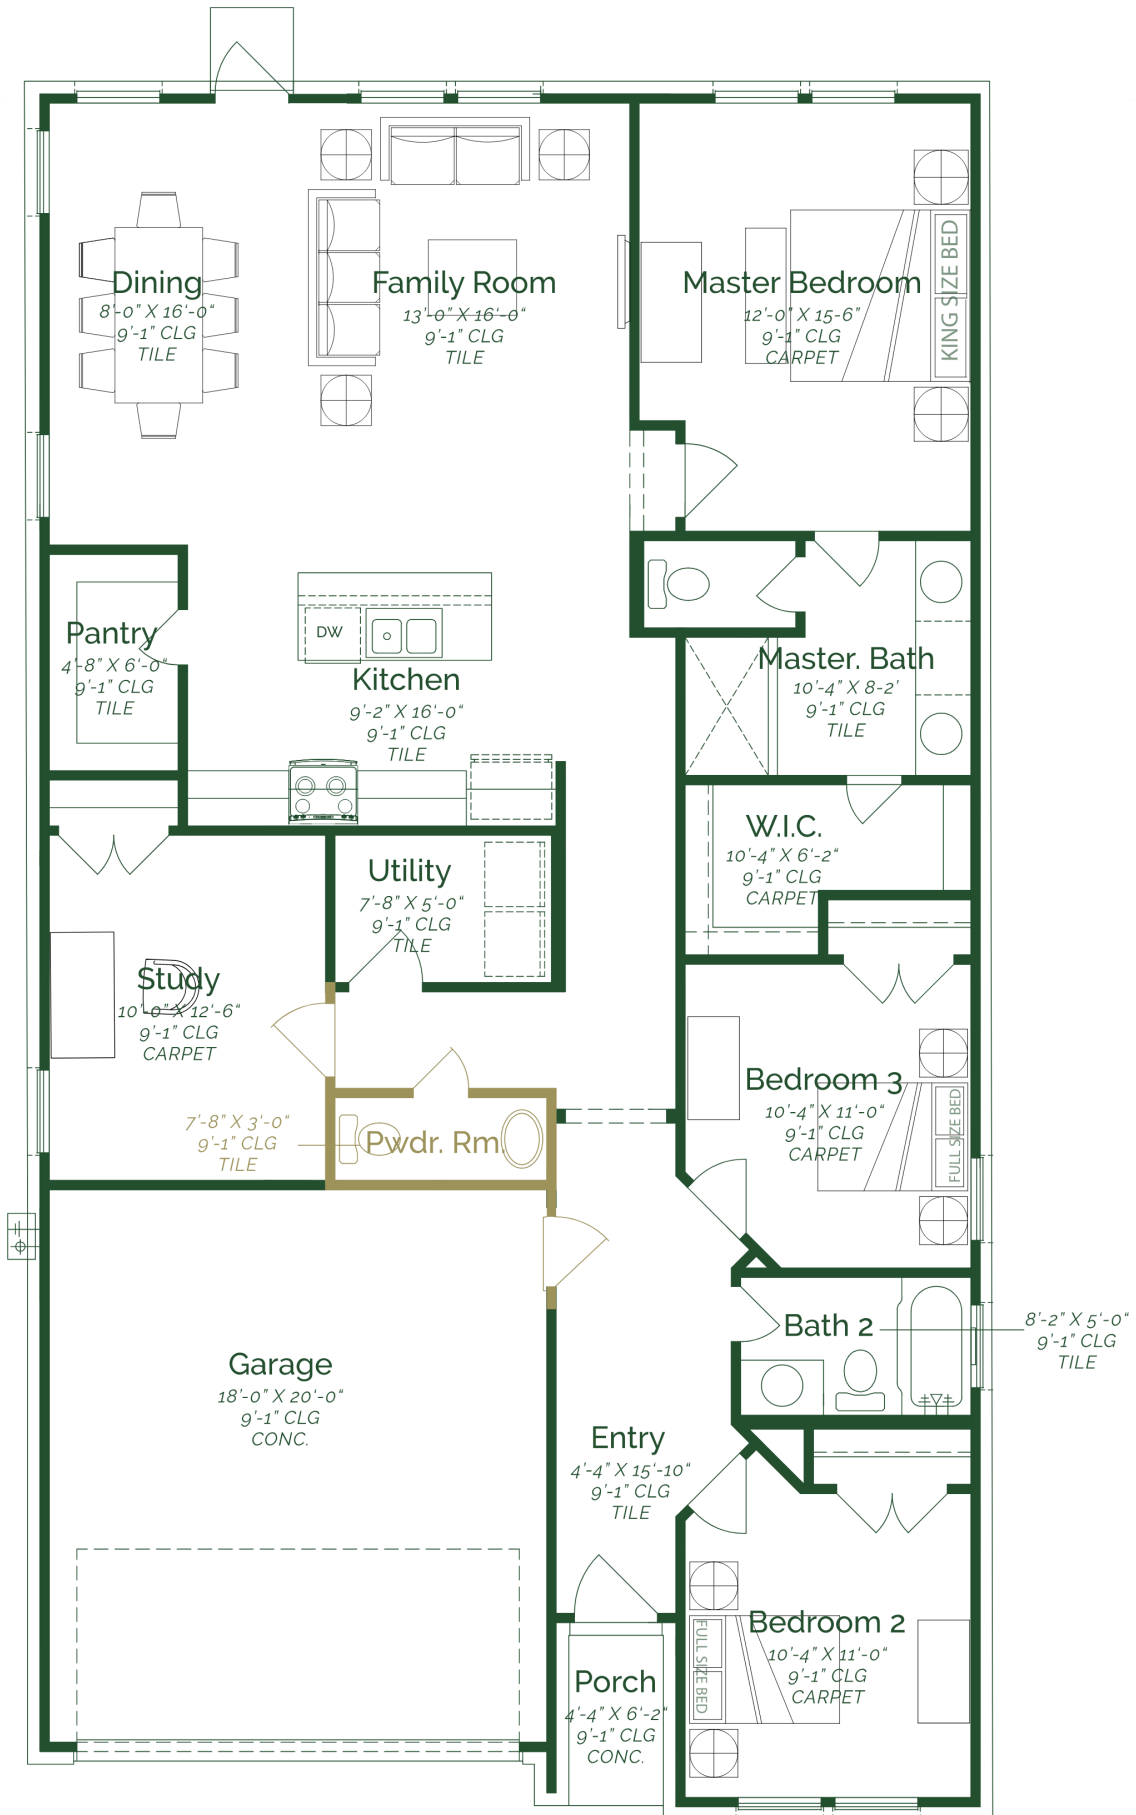 Dining
8'-0" X 16'-0"
9'-1" CLG
TILE
Family Room
13'-0" X 16'-0"
9'-1" CLG
TILE
Master Bedroom
12'-0" X 15-6"
9'-1" CLG
CARPET
KING SIZE BED
Pantry
4'-8" X 6'-0"
9'-1" CLG
TILE
DW
Kitchen
9'-2" X 16'-0"
9'-1" CLG
TILE
Master. Bath
10'-4" X 8-2'
9'-1" CLG
TILE
W.I.C.
10'-4" X 6'-2"
9'-1" CLG
CARPET
Utility
7'-8" X 5'-0"
9'-1" CLG
TILE
Study
10'-0" X 12'-6"
9'-1" CLG
CARPET
Bedroom 3
10'-4" X 11'-0"
9'-1" CLG
CARPET
FULL SIZE BED
7'-8" X 3'-0"
9'-1" CLG
TILE
Pwdr. Rm.
Bath 2
8'-2" X 5'-0"
9'-1" CLG
TILE
Garage
18'-0" X 20'-0"
9'-1" CLG
CONC.
Entry
4'-4" X 15'-10"
9'-1" CLG
TILE
Bedroom 2
10'-4" X 11'-0"
9'-1" CLG
CARPET
FULL SIZE BED
Porch
4'-4" X 6'-2"
9'-1" CLG
CONC.